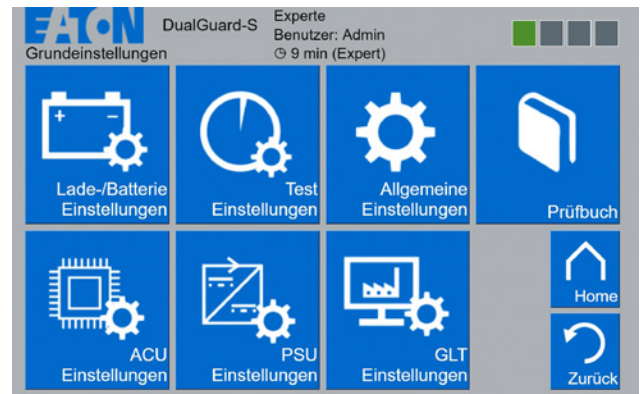 EATON
DualGuard-S
Experte
Benutzer: Admin
9 min (Expert)
Grundeinstellungen
Lade-/Batterie
Einstellungen
Test
Einstellungen
Allgemeine
Einstellungen
Prüfbuch
ACU
Einstellungen
PSU
Einstellungen
GLT
Einstellungen
Home
Zurück